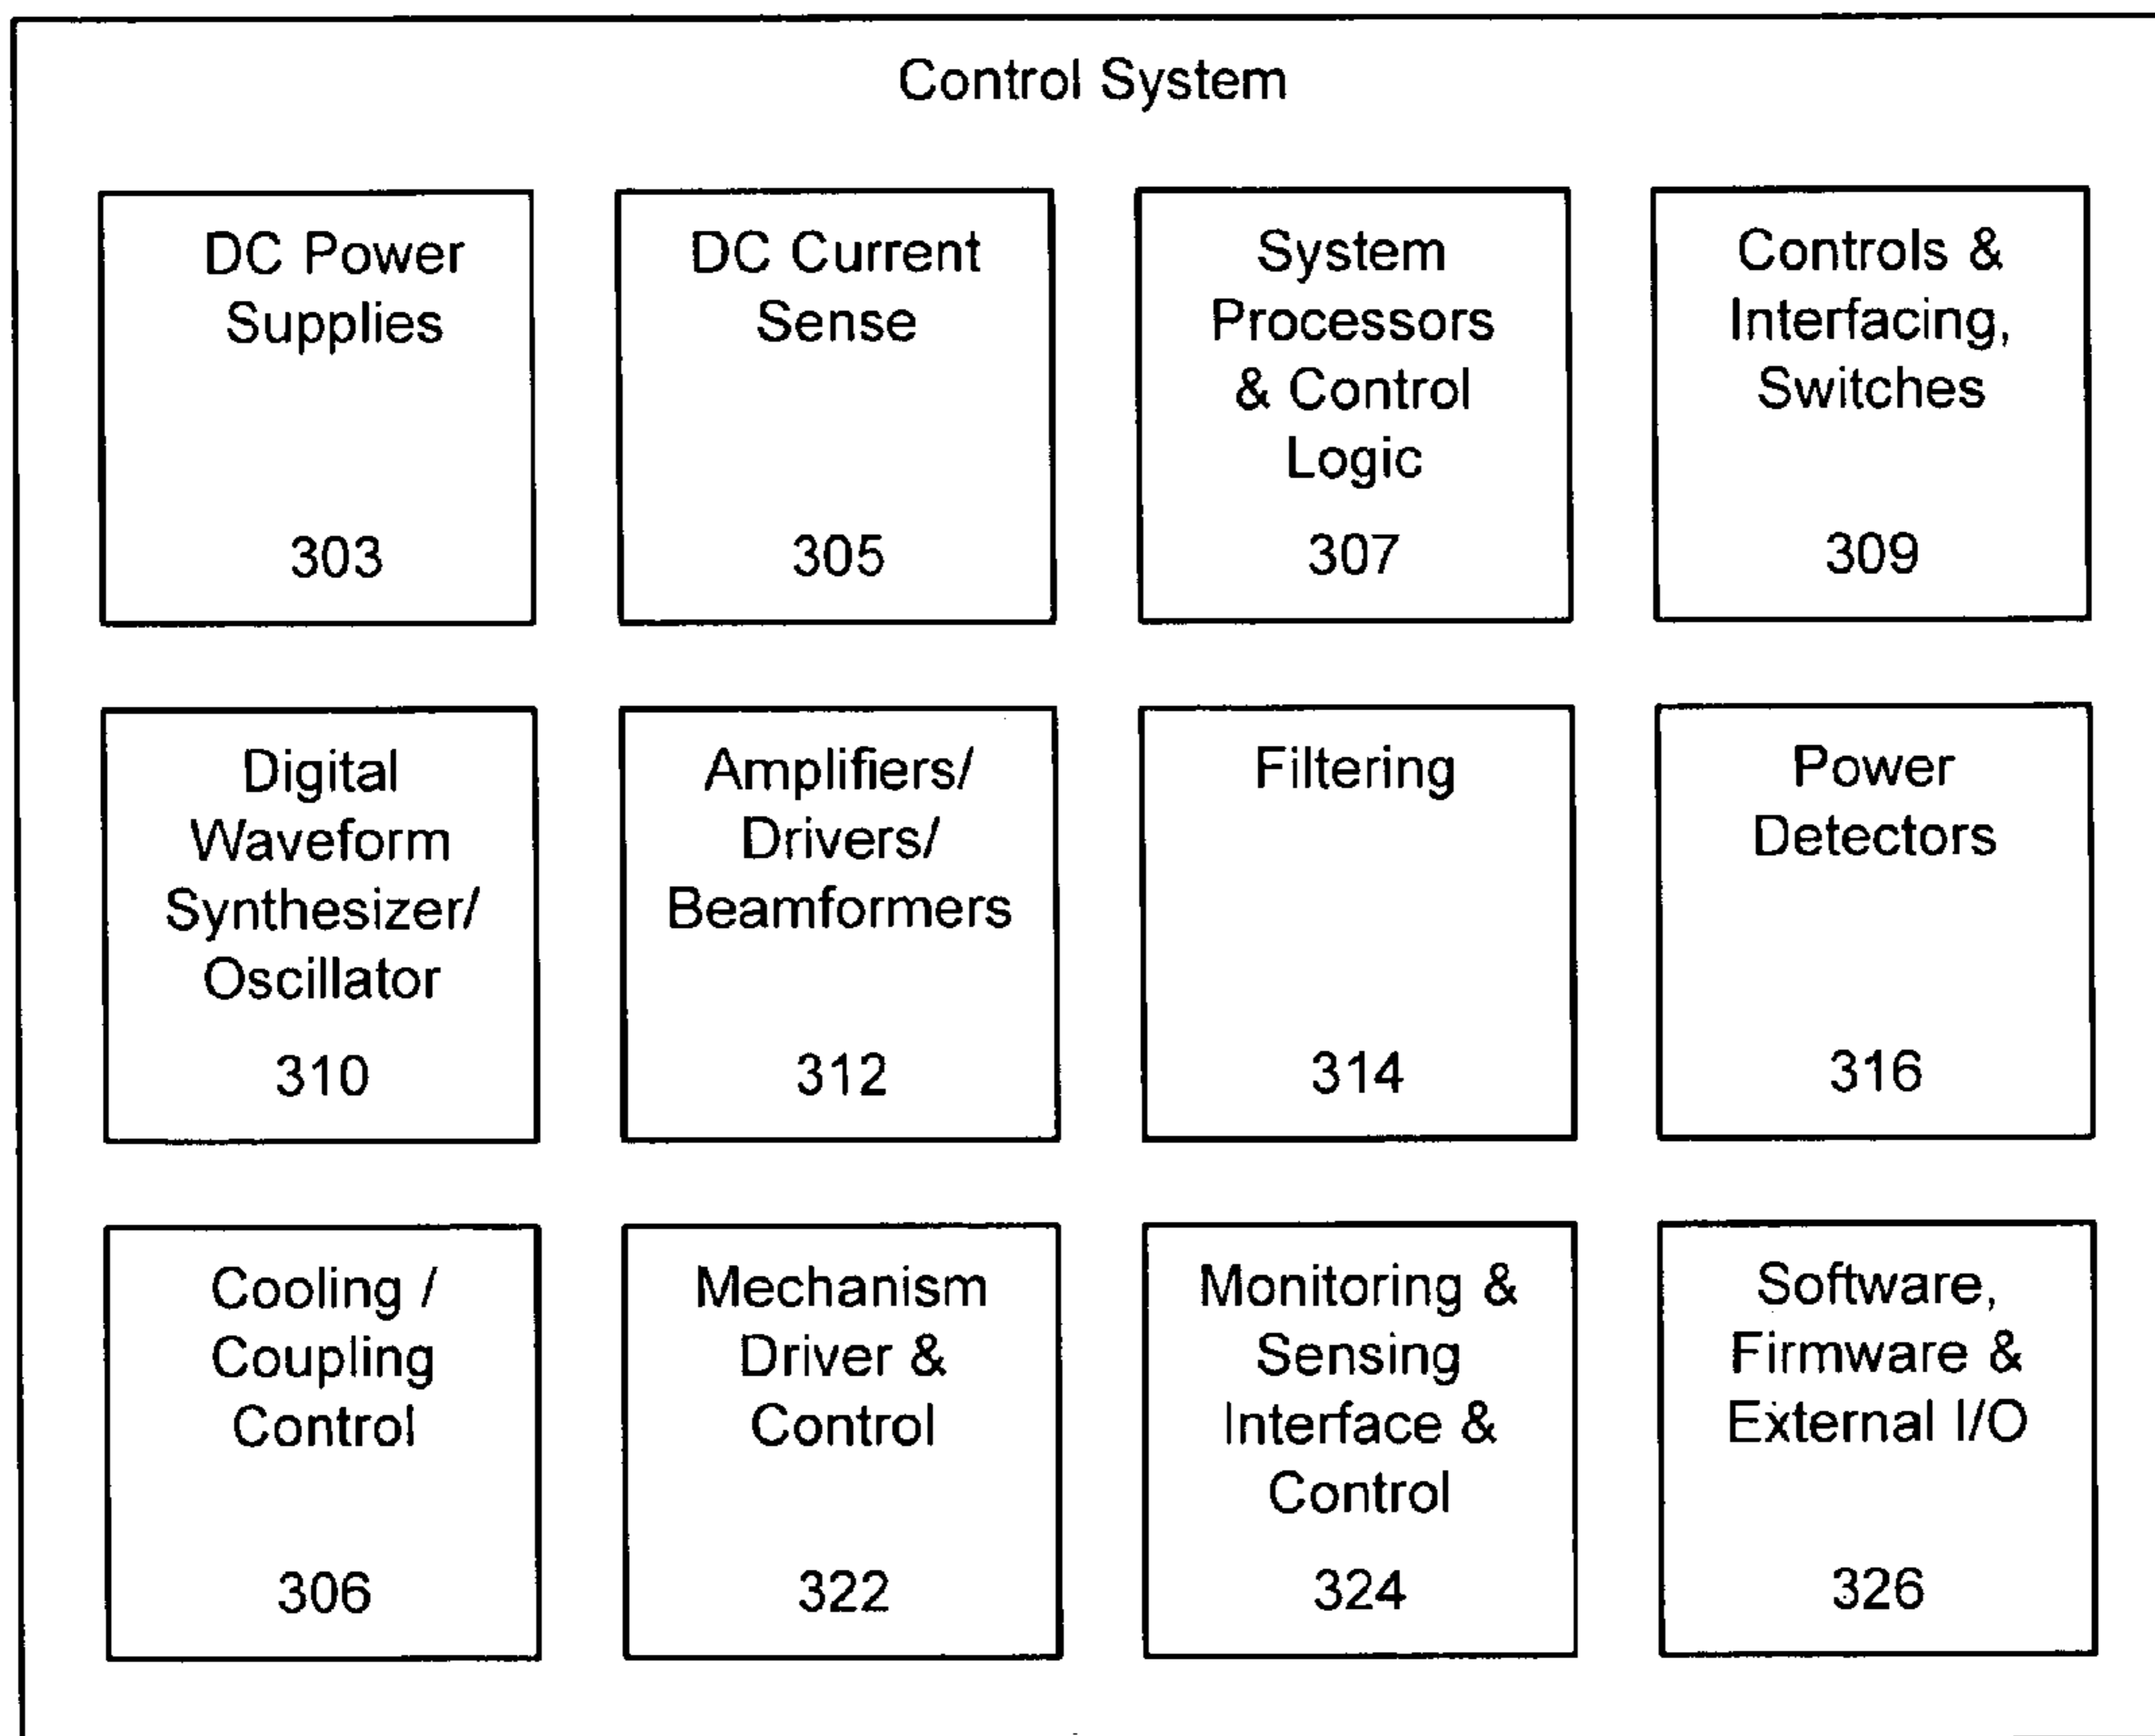 Control System
DC Power
Supplies
303
DC Current
Sense
305
System
Processors
& Control
Logic
307
Controls &
Interfacing,
Switches
309
Digital
Waveform
Synthesizer/
Oscillator
310
Amplifiers/
Drivers/
Beamformers
312
Filtering
314
Power
Detectors
316
Cooling /
Coupling
Control
306
Mechanism
Driver &
Control
322
Monitoring &
Sensing
Interface &
Control
324
Software,
Firmware &
External I/O
326